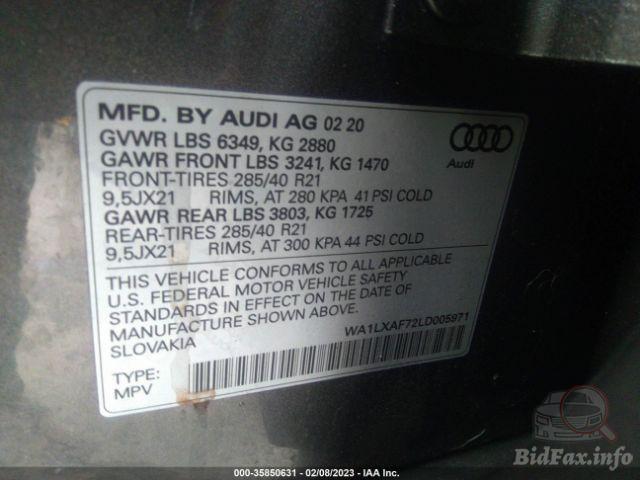 MFD. BY AUDI AG 02 20
GVWR LBS 6349, KG 2880
GAWR FRONT LBS 3241, KG 1470
FRONT-TIRES 285/40 R21
9,5JX21 RIMS, AT 280 KPA 41 PSI COLD
GAWR REAR LBS 3803, KG 1725
REAR-TIRES 285/40 R21
9,5JX21 RIMS, AT 300 KPA 44 PSI COLD
Audi
THIS VEHICLE CONFORMS TO ALL APPLICABLE
U.S. FEDERAL MOTOR VEHICLE SAFETY
STANDARDS IN EFFECT ON THE DATE OF
MANUFACTURE SHOWN ABOVE.
SLOVAKIA
WA1LXAF72LD005971
TYPE:
MPV
BidFax.info
000-35850631 - 02/08/2023 - IAA Inc.